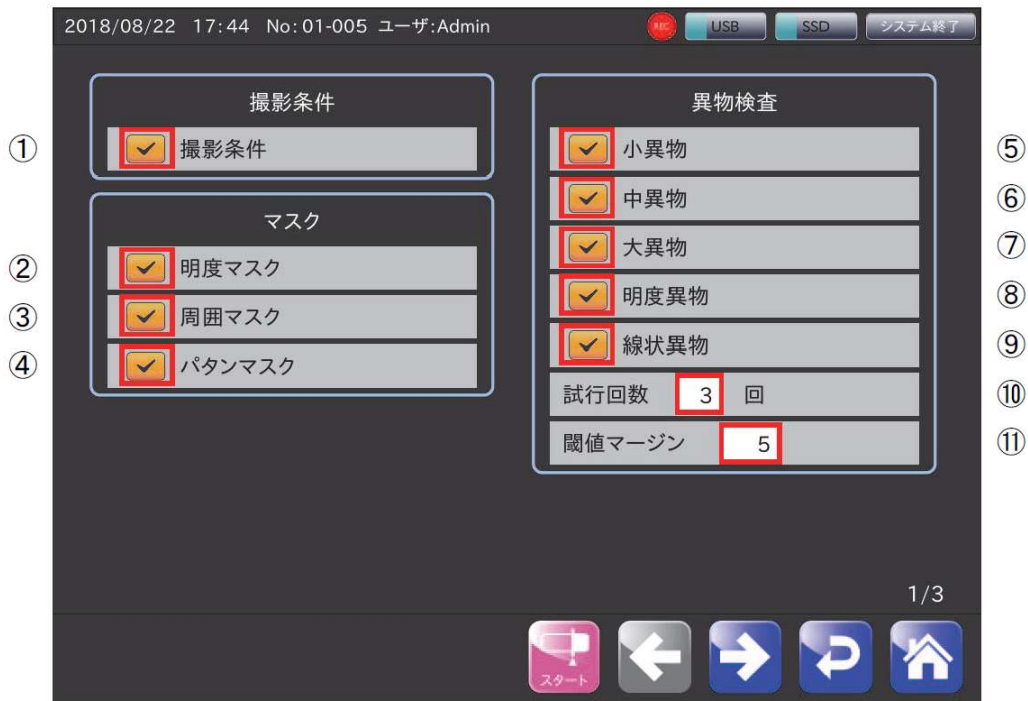 2018/08/22 17:44 No:01-005 ユーザ:Admin
REC
USB
SSD
システム終了
撮影条件
① 撮影条件
マスク
② 明度マスク
③ 周囲マスク
④ パタンマスク
異物検査
小異物 ⑤
中異物 ⑥
大異物 ⑦
明度異物 ⑧
線状異物 ⑨
試行回数 3 回 ⑩
閾値マージン 5 ⑪
1/3
スタート